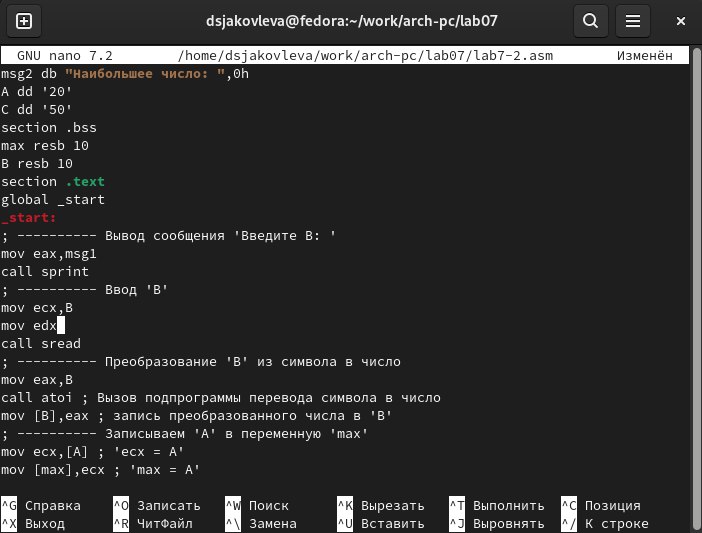 dsjakovleva@fedora:~/work/arch-pc/lab07
GNU nano 7.2 /home/dsjakovleva/work/arch-pc/lab07/lab7-2.asm Изменён
msg2 db "Наибольшее число: ",0h
A dd '20'
C dd '50'
section .bss
max resb 10
B resb 10
section .text
global _start
_start:
; ---------- Вывод сообщения 'Введите B: '
mov eax,msg1
call sprint
; ---------- Ввод 'B'
mov ecx,B
mov edx
call sread
; ---------- Преобразование 'B' из символа в число
mov eax,B
call atoi ; Вызов подпрограммы перевода символа в число
mov [B],eax ; запись преобразованного числа в 'B'
; ---------- Записываем 'A' в переменную 'max'
mov ecx,[A] ; 'ecx = A'
mov [max],ecx ; 'max = A'
^G Справка ^O Записать ^W Поиск ^K Вырезать ^T Выполнить ^C Позиция
^X Выход ^R ЧитФайл ^\ Замена ^U Вставить ^J Выровнять ^/ К строке